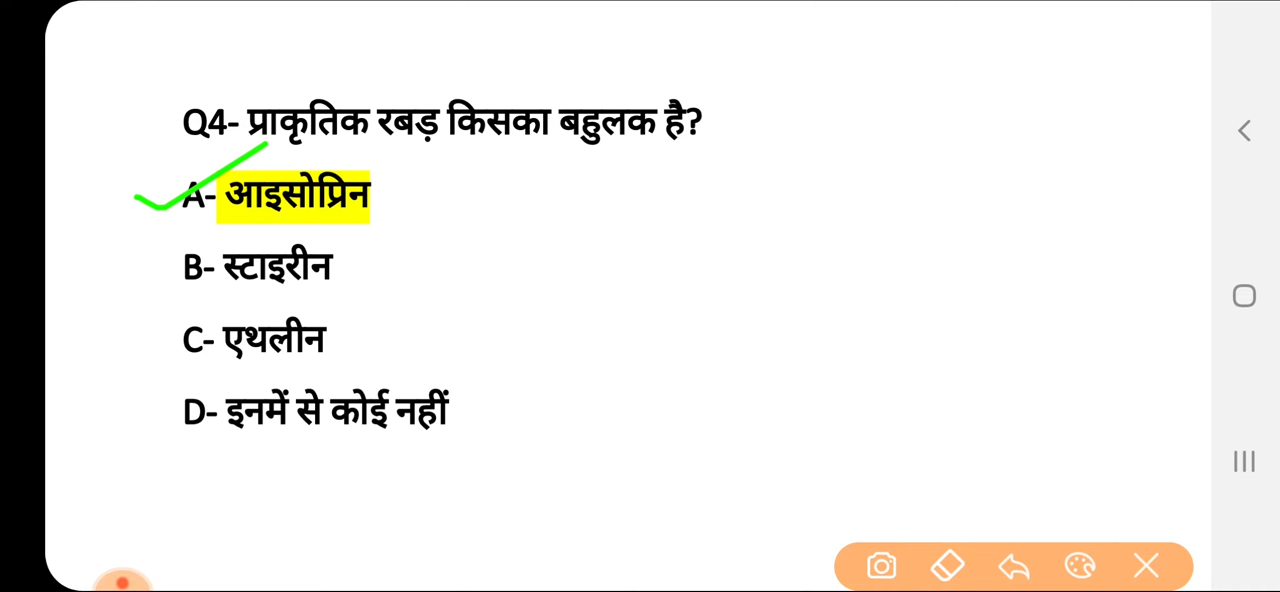 Q4- प्राकृतिक रबड़ किसका बहुलक है?
A- आइसोप्रिन
B- स्टाइरीन
C- एथलीन
D- इनमें से कोई नहीं